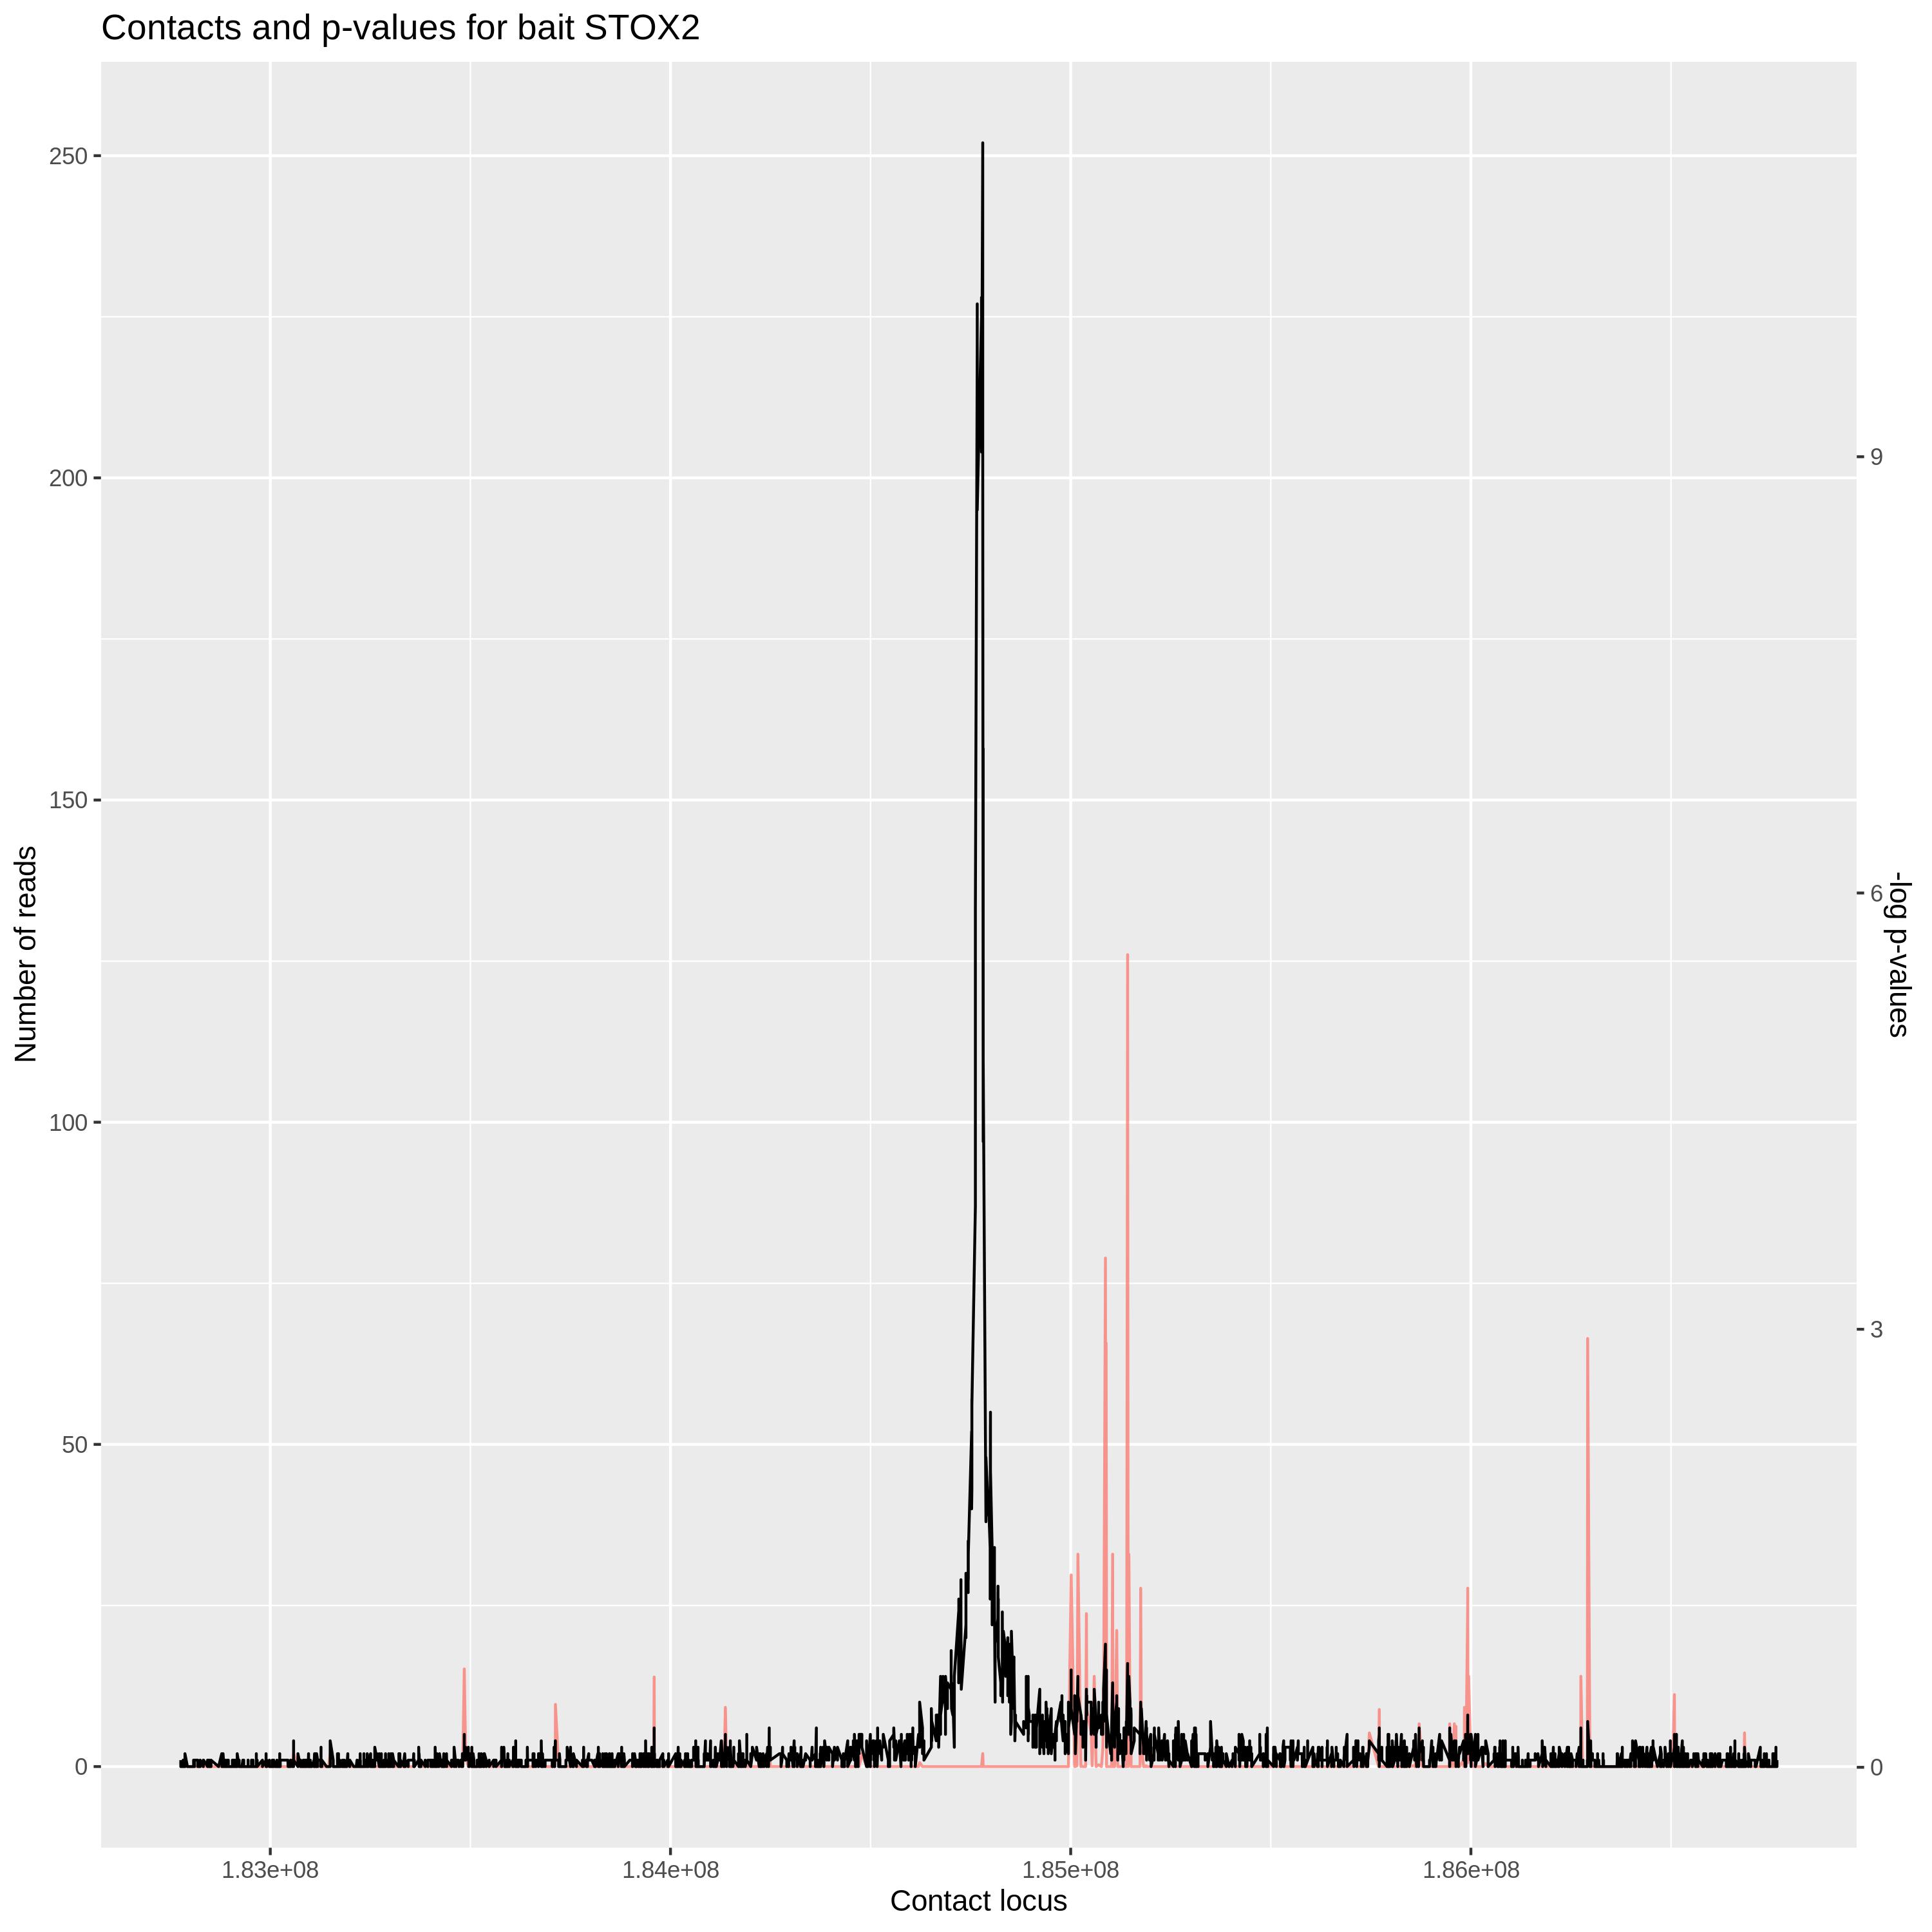 Contacts and p-values for bait STOX2
250
200
150
100
50
0
Number of reads
9
6
3
0
-log p-values
1.83e+08 1.84e+08 1.85e+08 1.86e+08
Contact locus